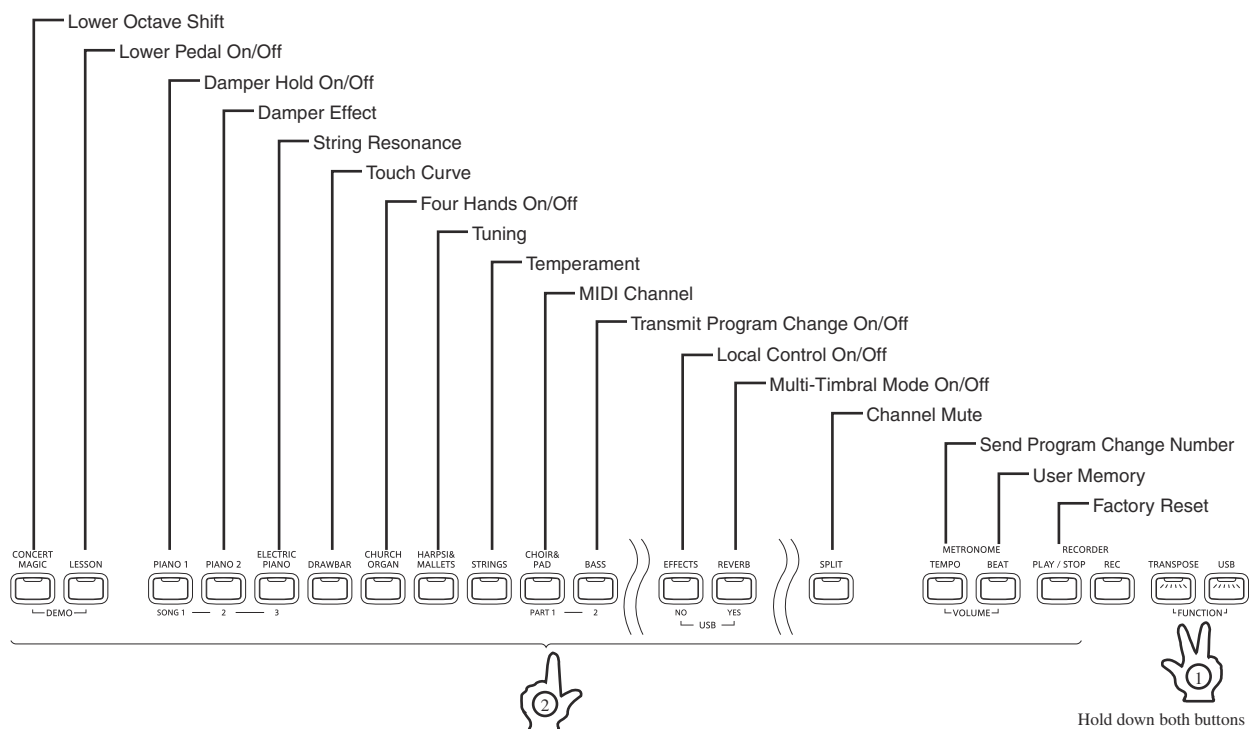 Lower Octave Shift
Lower Pedal On/Off
Damper Hold On/Off
Damper Effect
String Resonance
Touch Curve
Four Hands On/Off
Tuning
Temperament
MIDI Channel
Transmit Program Change On/Off
Local Control On/Off
Multi-Timbral Mode On/Off
Channel Mute
Send Program Change Number
User Memory
Factory Reset
CONCERT MAGIC
LESSON
PIANO 1
PIANO 2
ELECTRIC PIANO
DRAWBAR
CHURCH ORGAN
HARPSI& MALLETS
STRINGS
CHOIR& PAD
BASS
EFFECTS
REVERB
SPLIT
METRONOME
TEMPO
BEAT
RECORDER
PLAY / STOP
REC
TRANSPOSE
USB
DEMO
SONG 1
2
3
PART 1
2
NO
YES
USB
VOLUME
FUNCTION
2
1
Hold down both buttons